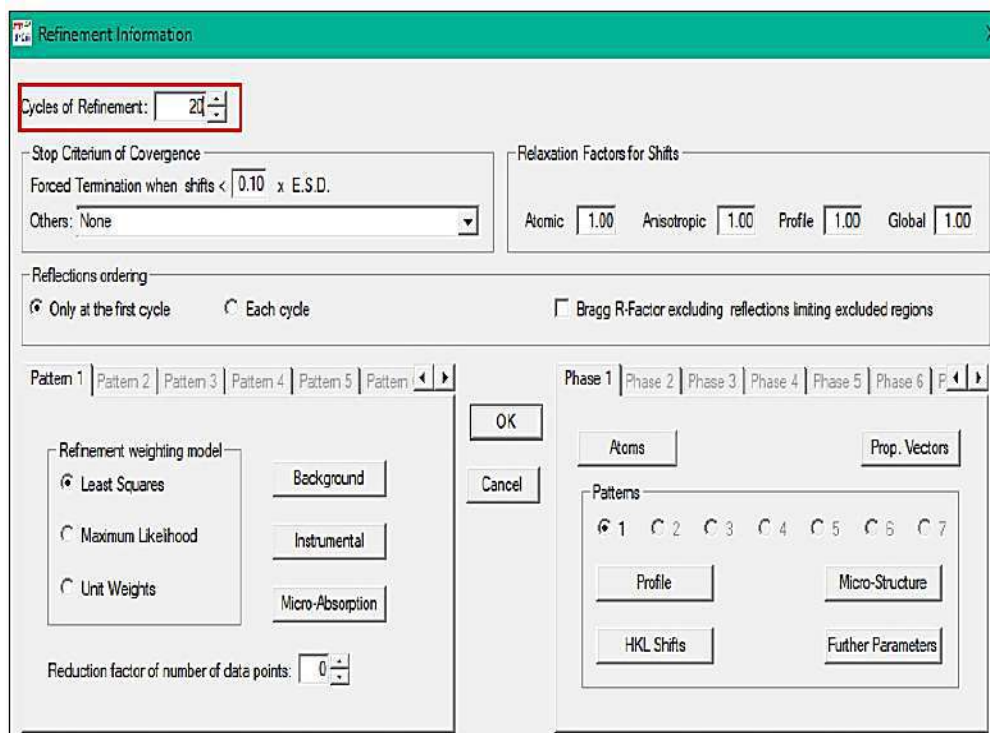 Refinement Information
Cycles of Refinement: 20
Stop Criterium of Covergence
Forced Termination when shifts < 0.10 x E.S.D.
Others: None
Relaxation Factors for Shifts
Atomic 1.00 Anisotropic 1.00 Profile 1.00 Global 1.00
Reflections ordering
Only at the first cycle Each cycle Bragg R-Factor excluding reflections limiting excluded regions
Pattern 1 Pattern 2 Pattern 3 Pattern 4 Pattern 5 Pattern
Refinement weighting model
Least Squares
Maximum Likelihood
Unit Weights
Background
Instrumental
Micro-Absorption
Reduction factor of number of data points: 0
OK
Cancel
Phase 1 Phase 2 Phase 3 Phase 4 Phase 5 Phase 6 P
Atoms Prop. Vectors
Patterns
1 2 3 4 5 6 7
Profile Micro-Structure
HKL Shifts Further Parameters